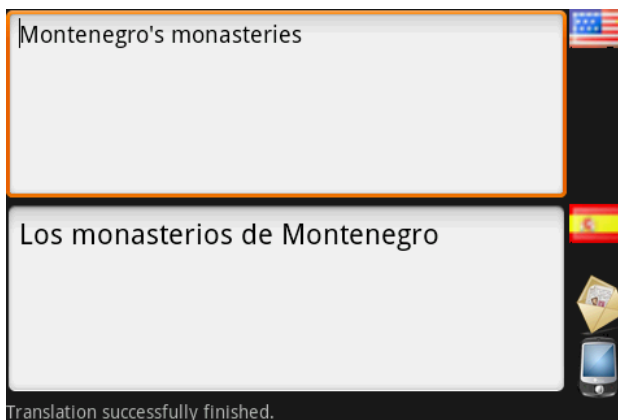 Montenegro's monasteries
Los monasterios de Montenegro
Translation successfully finished.